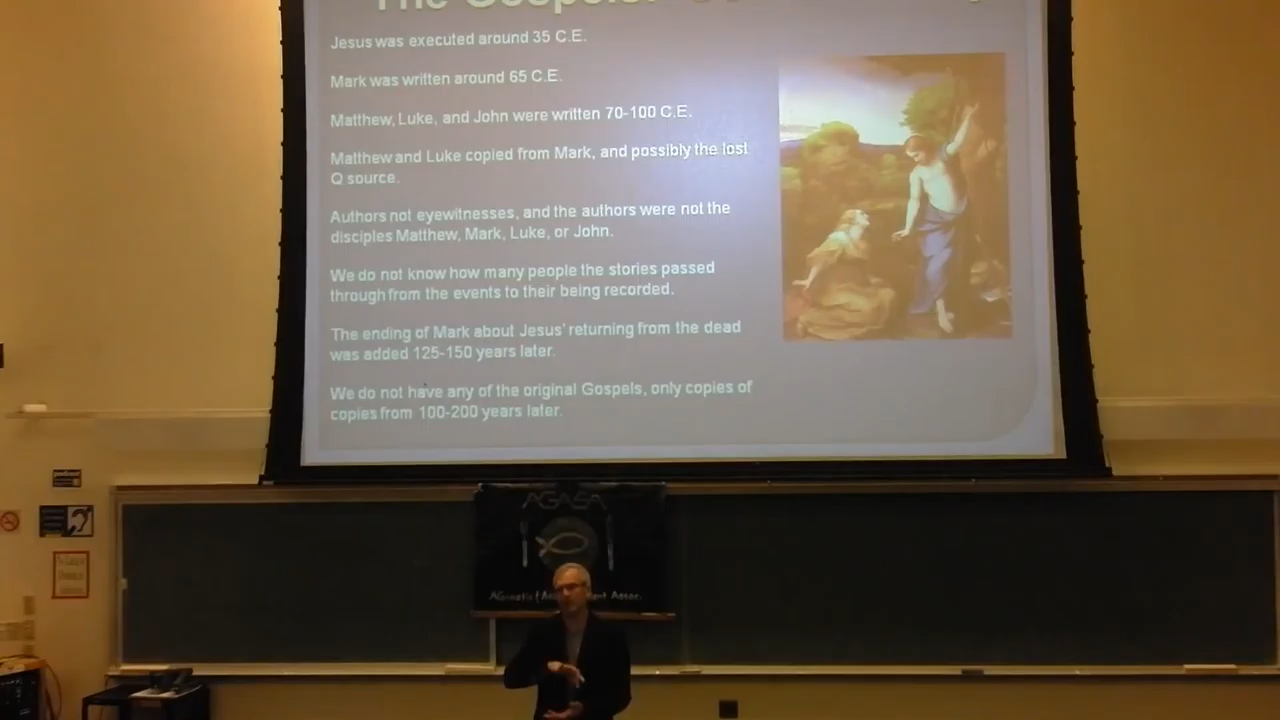 The Gospels:
Jesus was executed around 35 C.E.
Mark was written around 65 C.E.
Matthew, Luke, and John were written 70-100 C.E.
Matthew and Luke copied from Mark, and possibly the lost
Q source.
Authors not eyewitnesses, and the authors were not the
disciples Matthew, Mark, Luke, or John.
We do not know how many people the stories passed
through from the events to their being recorded.
The ending of Mark about Jesus' returning from the dead
was added 125-150 years later.
We do not have any of the original Gospels, only copies of
copies from 100-200 years later.
AGASA
AGnostic &
Assoc.